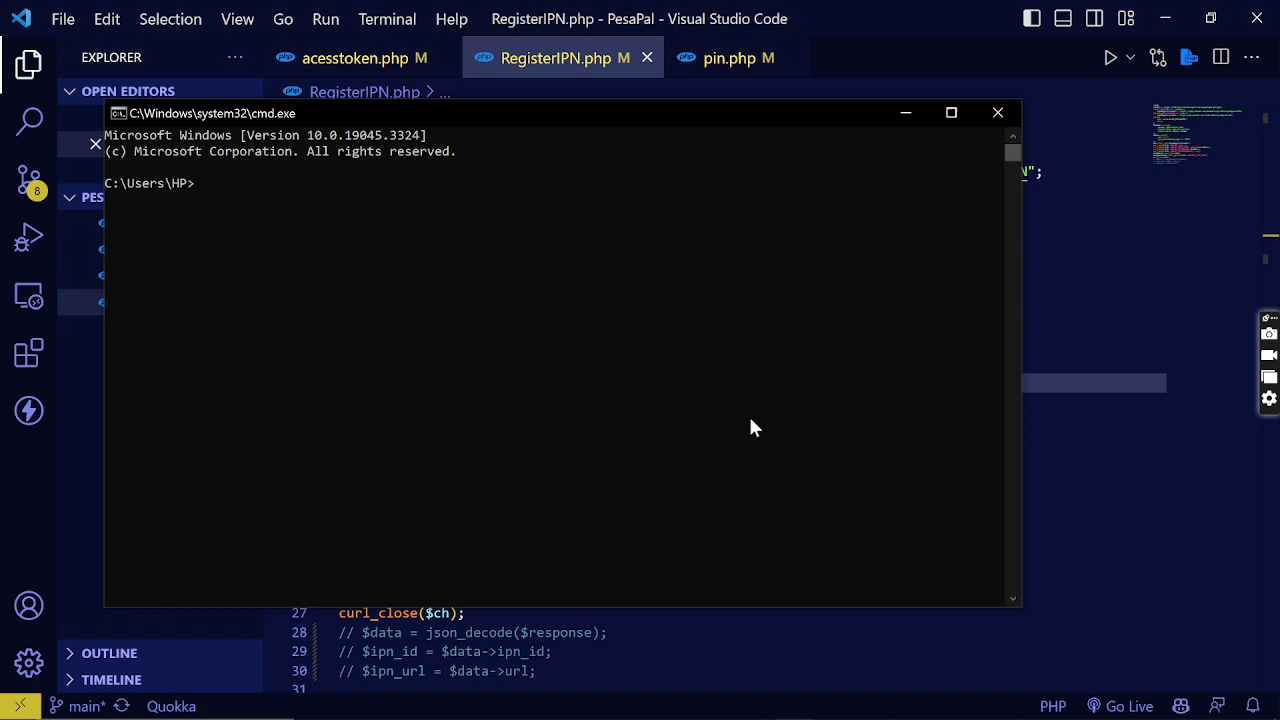 File Edit Selection View Go Run Terminal Help RegisterIPN.php - PesaPal - Visual Studio Code
EXPLORER
acesstoken.php M
RegisterIPN.php M
pin.php M
OPEN EDITORS
RegisterIPN.php > ...
C:\Windows\system32\cmd.exe
Microsoft Windows [Version 10.0.19045.3324]
(c) Microsoft Corporation. All rights reserved
N";
C:\Users\HP>
8
PES
27 curl_close($ch);
28 // $data = json_decode($response);
29 // $ipn_id = $data->ipn_id;
30 // $ipn_url = $data->url;
31
OUTLINE
TIMELINE
main* Quokka PHP Go Live